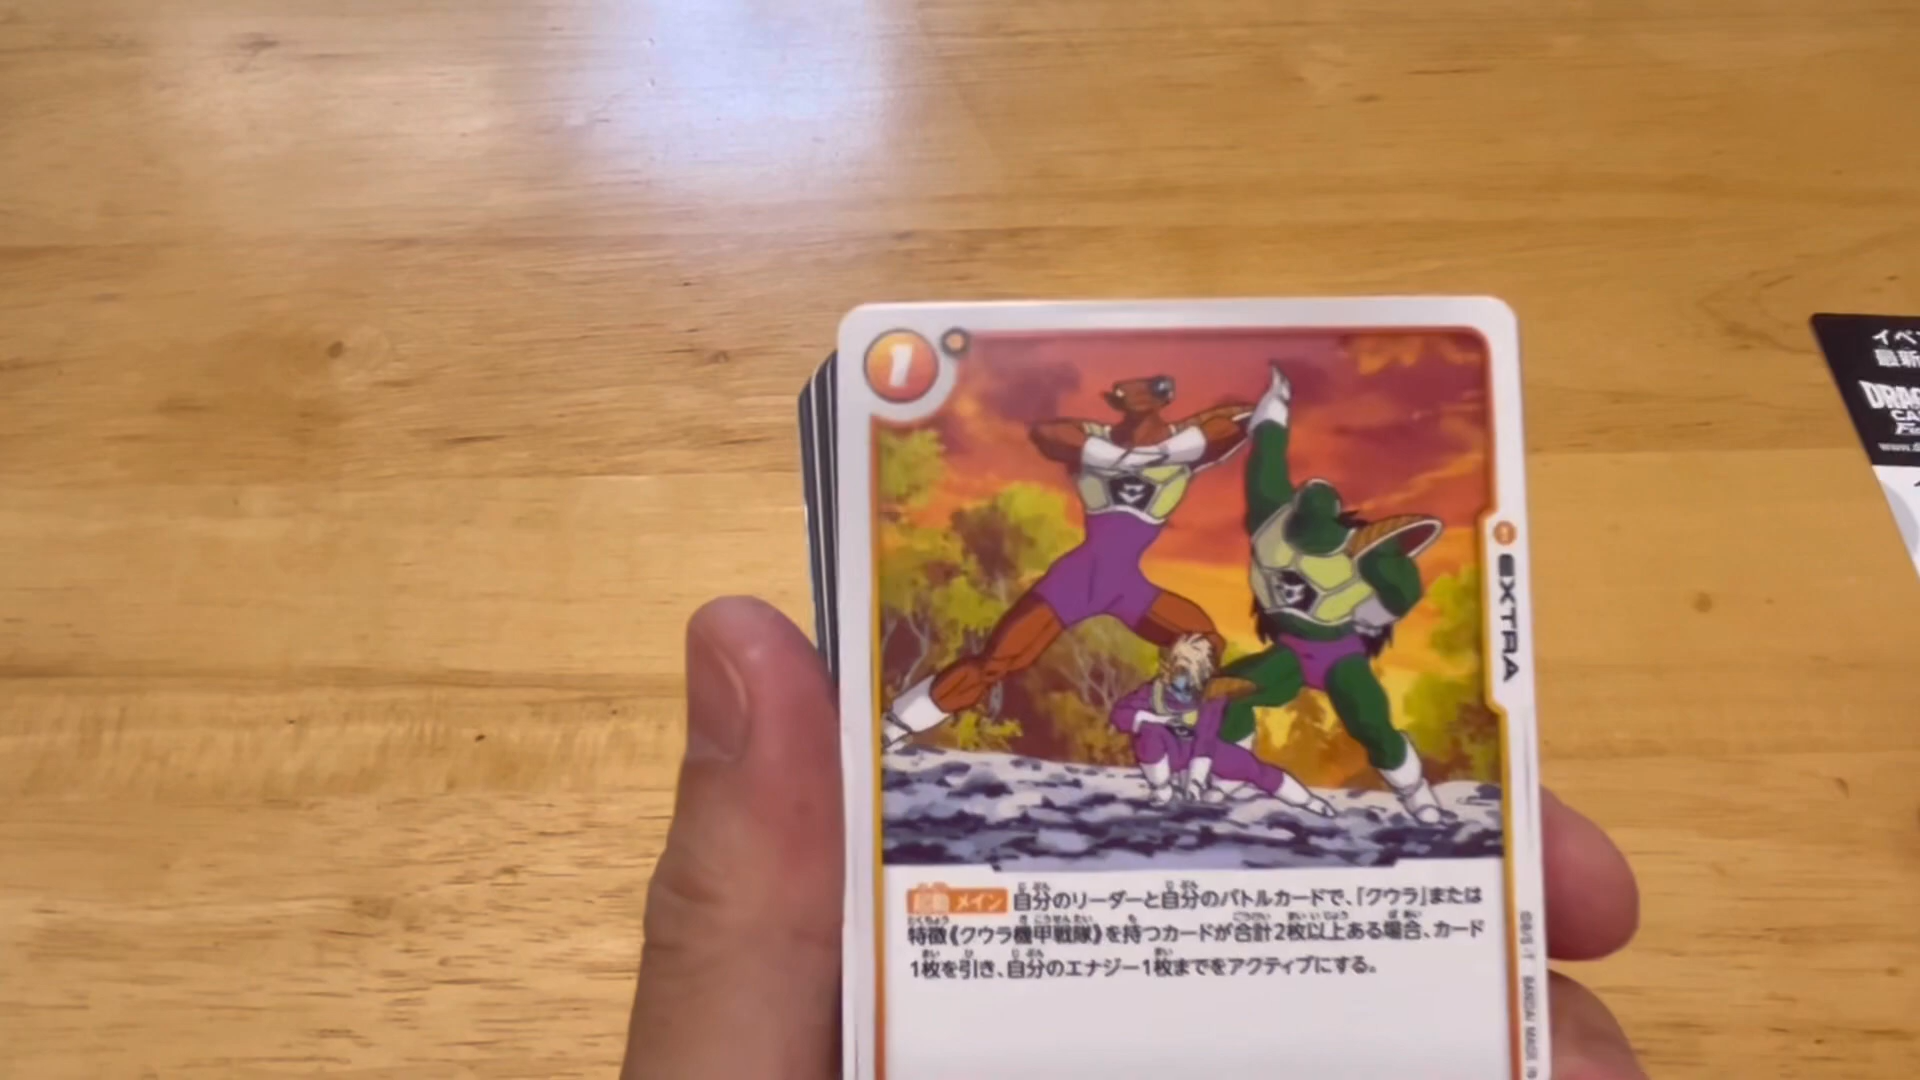 1
EXTRA
起動メイン 自分のリーダーと自分のバトルカードで、「クウラ」または
特徴《クウラ機甲戦隊》を持つカードが合計2枚以上ある場合、カード
1枚を引き、自分のエナジー1枚までをアクティブにする。
イベ
最新
DRAG
CA
Fu
www.d